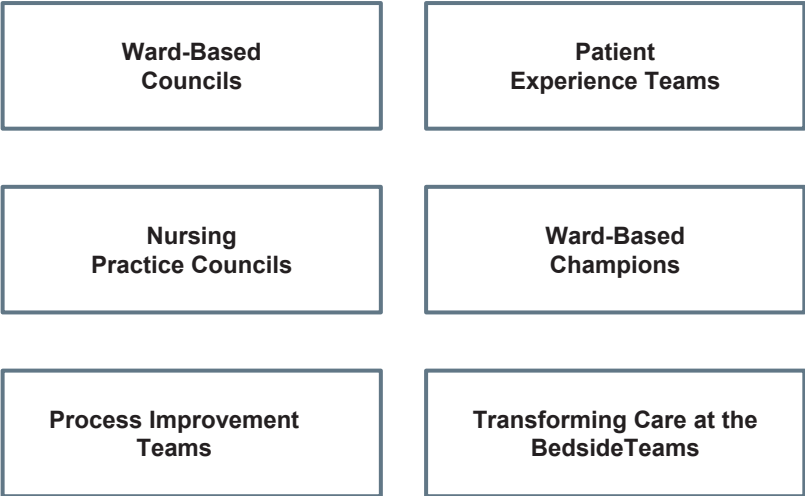 Ward-Based
Councils
Patient
Experience Teams
Nursing
Practice Councils
Ward-Based
Champions
Process Improvement
Teams
Transforming Care at the
BedsideTeams